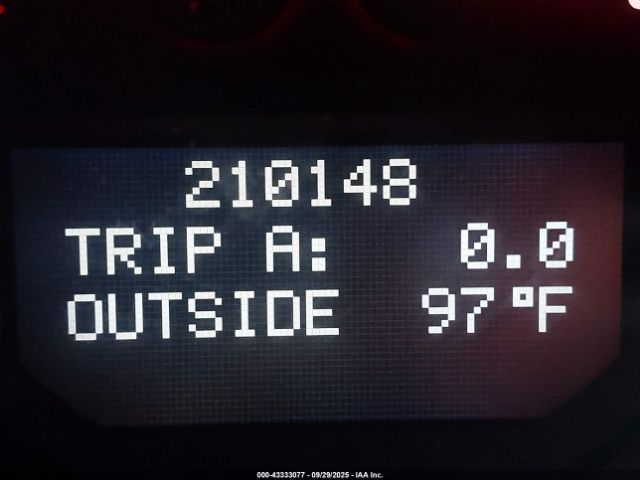 210148
TRIP A: 0.0
OUTSIDE 97°F
000-43333077 - 09/29/2025 - IAA Inc.